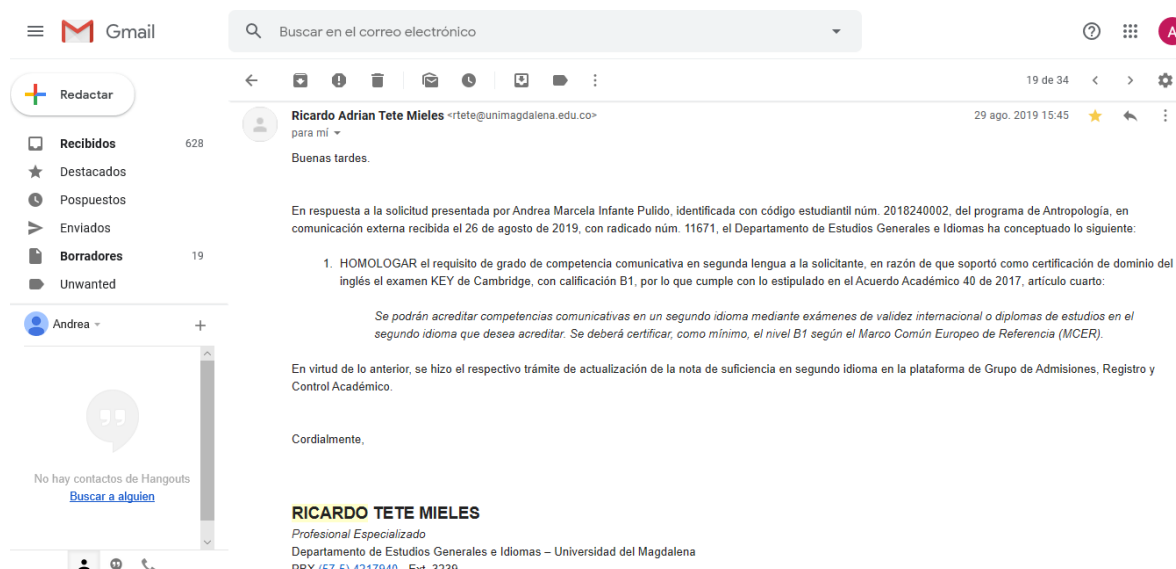 Gmail
Buscar en el correo electrónico
A
Redactar
19 de 34
Recibidos 628
Destacados
Pospuestos
Enviados
Borradores 19
Unwanted
Andrea
No hay contactos de Hangouts
Buscar a alguien
Ricardo Adrian Tete Mieles <rtete@unimagdalena.edu.co> 29 ago. 2019 15:45
para mí
Buenas tardes.
En respuesta a la solicitud presentada por Andrea Marcela Infante Pulido, identificada con código estudiantil núm. 2018240002, del programa de Antropología, en
comunicación externa recibida el 26 de agosto de 2019, con radicado núm. 11671, el Departamento de Estudios Generales e Idiomas ha conceptuado lo siguiente:
1. HOMOLOGAR el requisito de grado de competencia comunicativa en segunda lengua a la solicitante, en razón de que soportó como certificación de dominio del
inglés el examen KEY de Cambridge, con calificación B1, por lo que cumple con lo estipulado en el Acuerdo Académico 40 de 2017, artículo cuarto:
Se podrán acreditar competencias comunicativas en un segundo idioma mediante exámenes de validez internacional o diplomas de estudios en el
segundo idioma que desea acreditar. Se deberá certificar, como mínimo, el nivel B1 según el Marco Común Europeo de Referencia (MCER).
En virtud de lo anterior, se hizo el respectivo trámite de actualización de la nota de suficiencia en segundo idioma en la plataforma de Grupo de Admisiones, Registro y
Control Académico.
Cordialmente,
RICARDO TETE MIELES
Profesional Especializado
Departamento de Estudios Generales e Idiomas – Universidad del Magdalena
PBX (57-5) 4217940 Ext. 3239